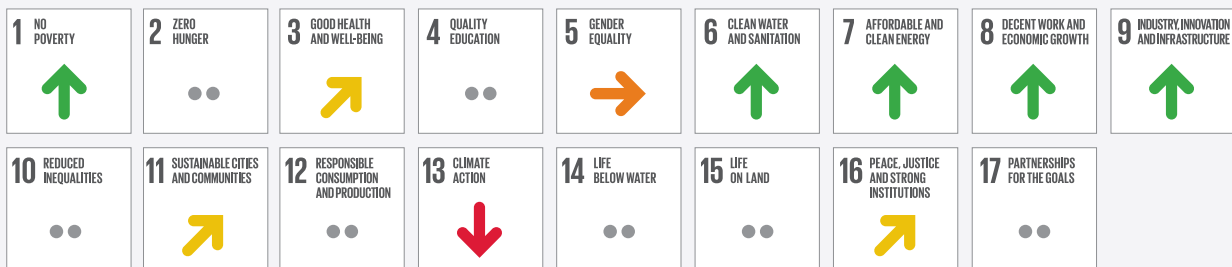 1 NO
POVERTY
2 ZERO
HUNGER
3 GOOD HEALTH
AND WELL-BEING
4 QUALITY
EDUCATION
5 GENDER
EQUALITY
6 CLEAN WATER
AND SANITATION
7 AFFORDABLE AND
CLEAN ENERGY
8 DECENT WORK AND
ECONOMIC GROWTH
9 INDUSTRY, INNOVATION
AND INFRASTRUCTURE
10 REDUCED
INEQUALITIES
11 SUSTAINABLE CITIES
AND COMMUNITIES
12 RESPONSIBLE
CONSUMPTION
AND PRODUCTION
13 CLIMATE
ACTION
14 LIFE
BELOW WATER
15 LIFE
ON LAND
16 PEACE, JUSTICE
AND STRONG
INSTITUTIONS
17 PARTNERSHIPS
FOR THE GOALS